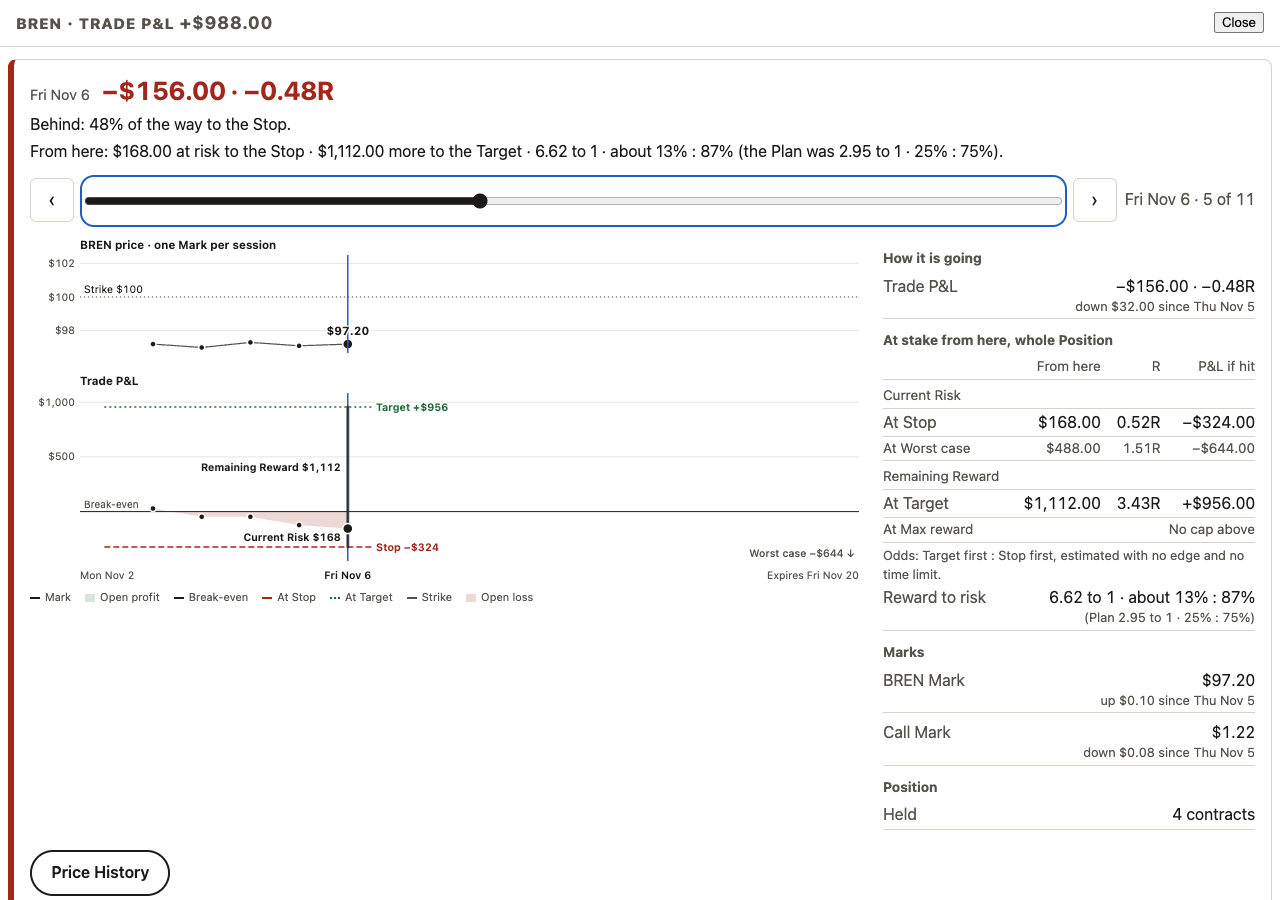 BREN · TRADE P&L +$988.00
Close
Fri Nov 6 −$156.00 · −0.48R
Behind: 48% of the way to the Stop.
From here: $168.00 at risk to the Stop · $1,112.00 more to the Target · 6.62 to 1 · about 13% : 87% (the Plan was 2.95 to 1 · 25% : 75%).
‹
›
Fri Nov 6 · 5 of 11
BREN price · one Mark per session
$102
$100
Strike $100
$98
$97.20
Trade P&L
$1,000
Target +$956
$500
Remaining Reward $1,112
Break-even
Current Risk $168
Stop −$324
Worst case −$644 ↓
Mon Nov 2
Fri Nov 6
Expires Fri Nov 20
Mark
Open profit
Break-even
At Stop
At Target
Strike
Open loss
How it is going
Trade P&L −$156.00 · −0.48R
down $32.00 since Thu Nov 5
At stake from here, whole Position
From here R P&L if hit
Current Risk
At Stop $168.00 0.52R −$324.00
At Worst case $488.00 1.51R −$644.00
Remaining Reward
At Target $1,112.00 3.43R +$956.00
At Max reward No cap above
Odds: Target first : Stop first, estimated with no edge and no
time limit.
Reward to risk 6.62 to 1 · about 13% : 87%
(Plan 2.95 to 1 · 25% : 75%)
Marks
BREN Mark $97.20
up $0.10 since Thu Nov 5
Call Mark $1.22
down $0.08 since Thu Nov 5
Position
Held 4 contracts
Price History